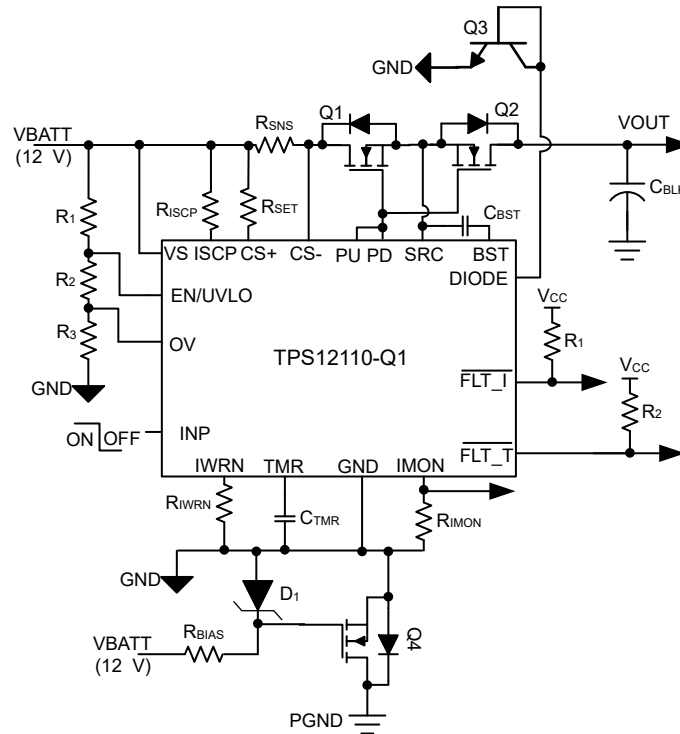 Q3
GND
VBATT
(12 V)
RSNS
Q1
Q2
VOUT
RISCP
RSET
CBST
CBLK
R1
R2
R3
GND
VS
ISCP
CS+
CS-
PU
PD
SRC
BST
DIODE
EN/UVLO
OV
TPS12110-Q1
VCC
R1
FLT_I
VCC
R2
FLT_T
ON
OFF
INP
IWRN
TMR
GND
IMON
RIWRN
CTMR
RIMON
GND
D1
VBATT
(12 V)
RBIAS
Q4
PGND